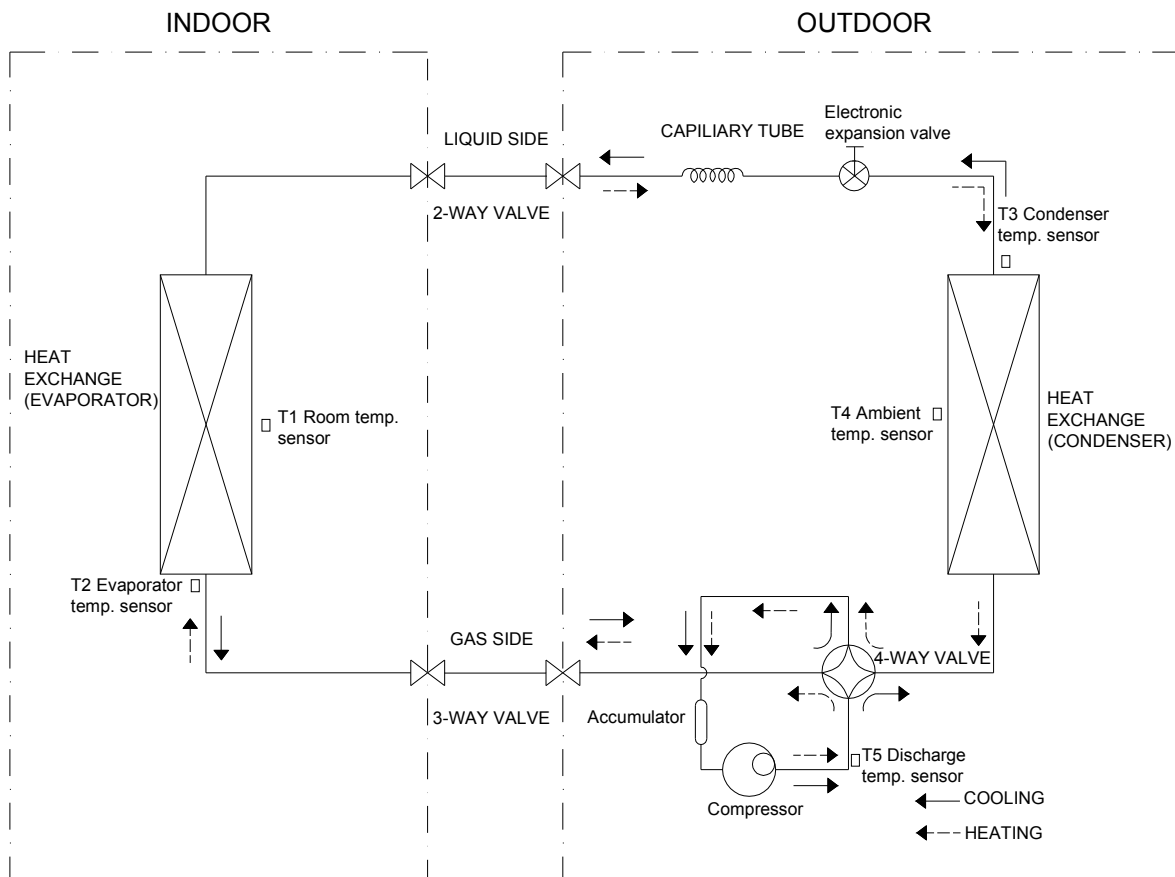 INDOOR
OUTDOOR
LIQUID SIDE
2-WAY VALVE
CAPILIARY TUBE
Electronic
expansion valve
T3 Condenser
temp. sensor
HEAT
EXCHANGE
(EVAPORATOR)
T1 Room temp.
sensor
T4 Ambient
temp. sensor
HEAT
EXCHANGE
(CONDENSER)
T2 Evaporator
temp. sensor
GAS SIDE
3-WAY VALVE
4-WAY VALVE
Accumulator
Compressor
T5 Discharge
temp. sensor
COOLING
HEATING